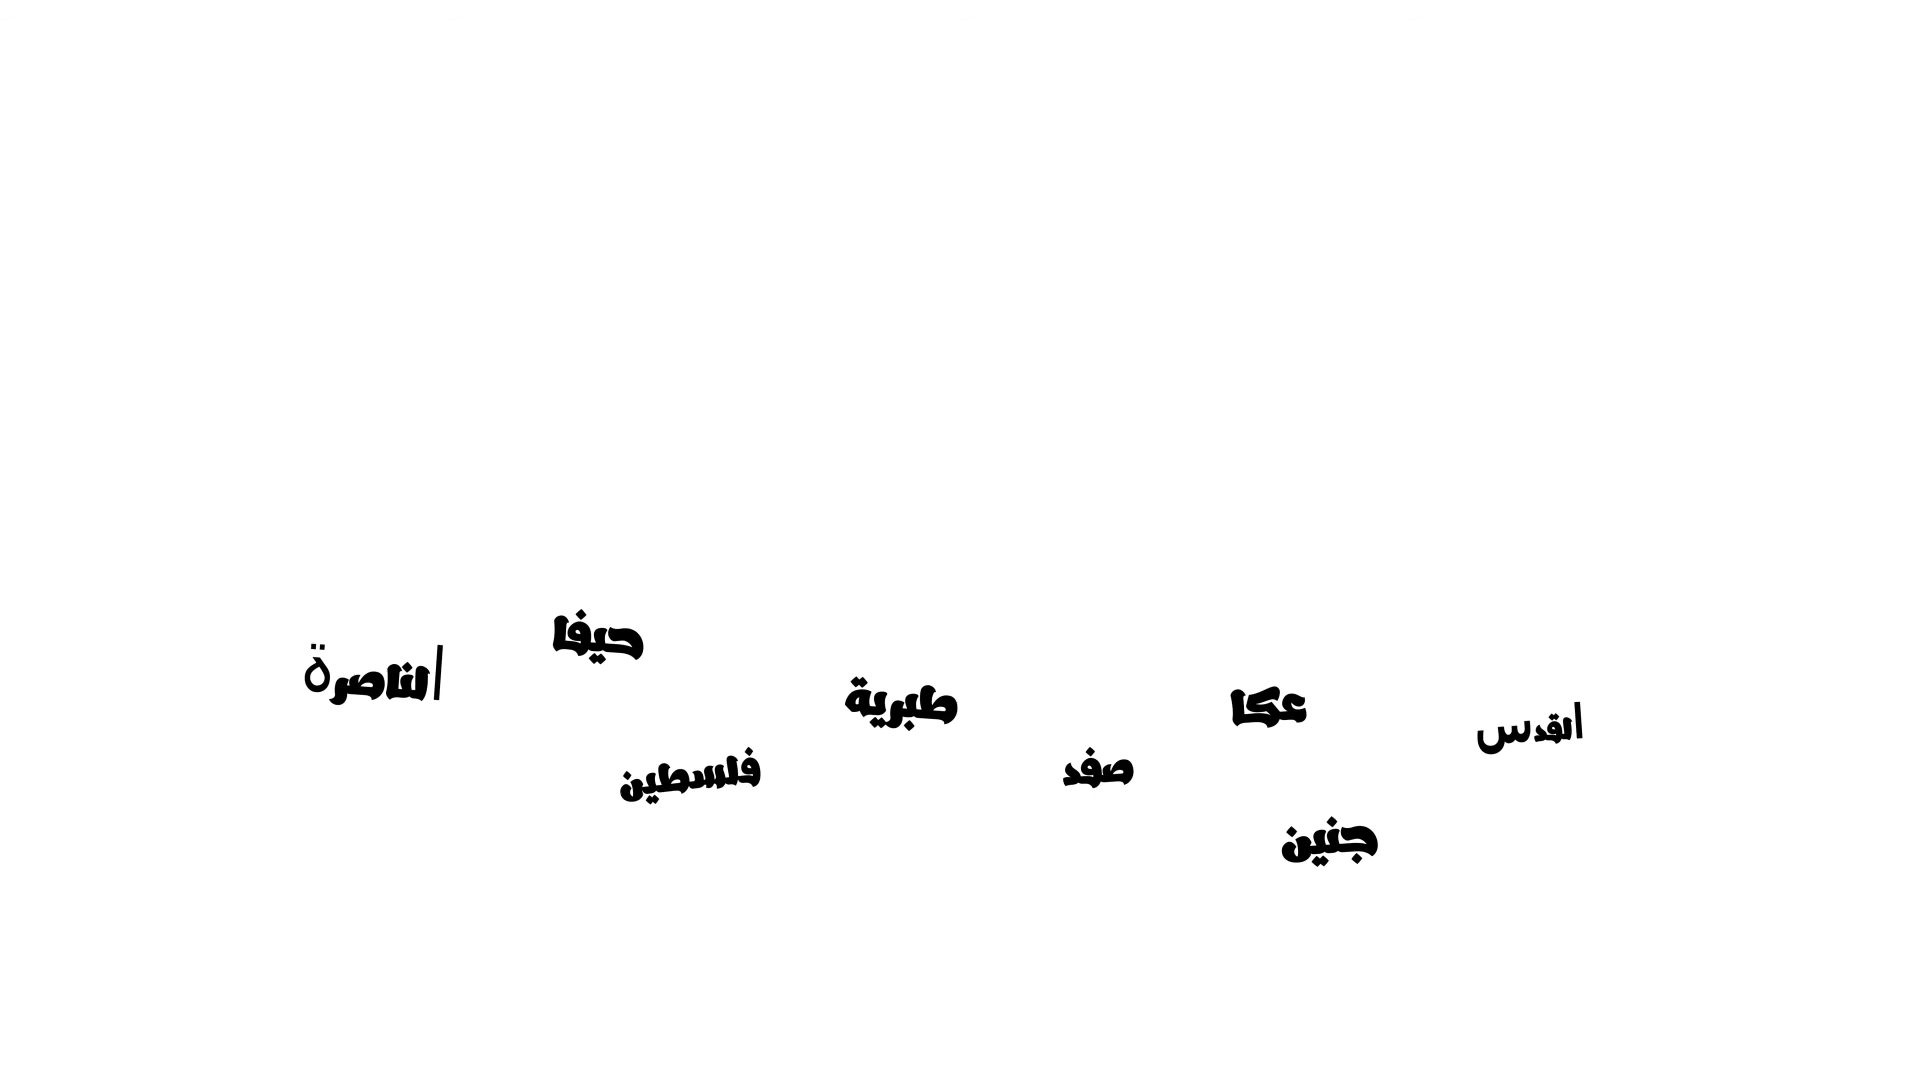 حيفا
الناصرة
طبرية
عكا
القدس
فلسطين
صفد
جنين